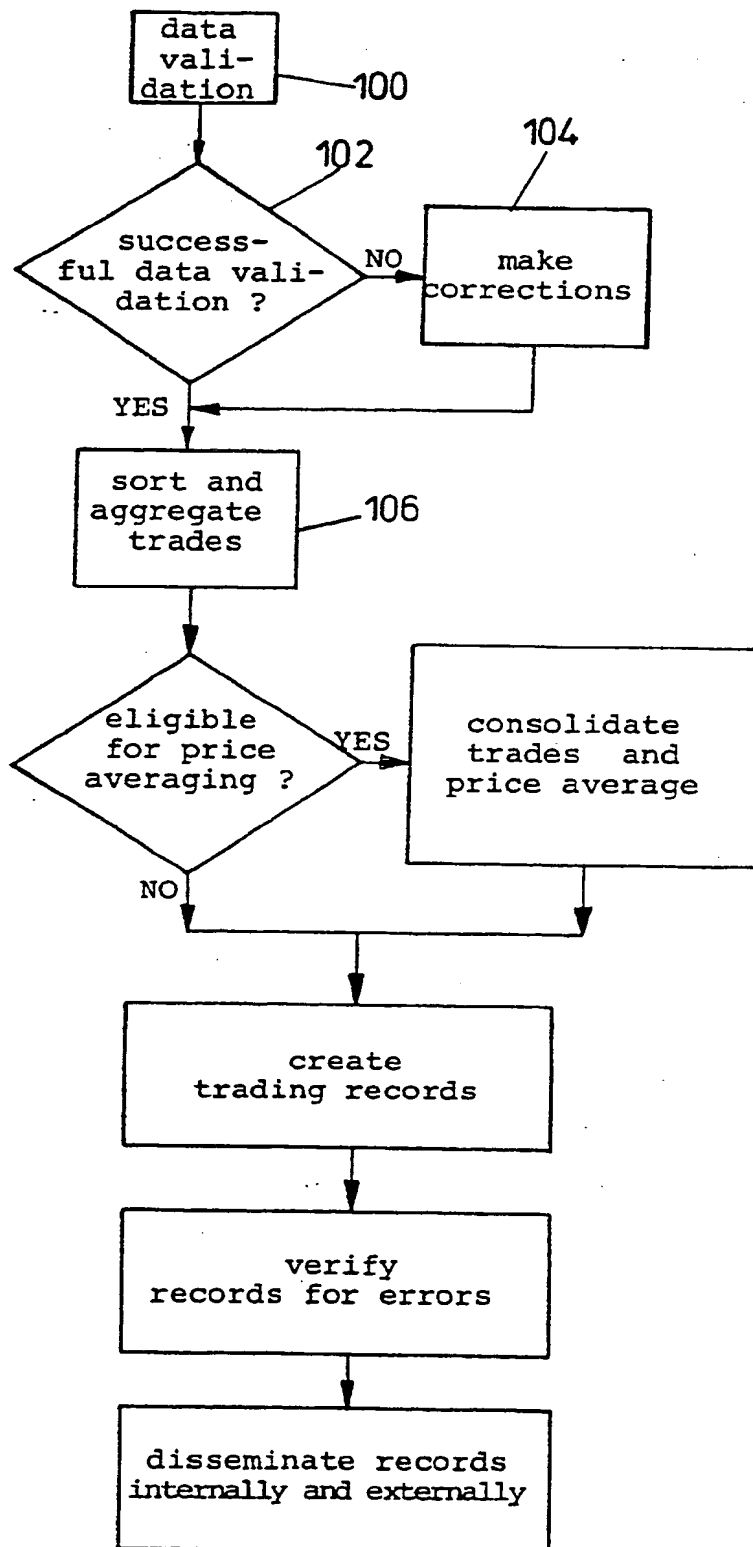 data
vali-
dation
100
102
success-
ful data vali-
dation ?
NO
104
make
corrections
YES
sort and
aggregate
trades
106
eligible
for price
averaging ?
YES
consolidate
trades and
price average
NO
create
trading records
verify
records for errors
disseminate records
internally and externally